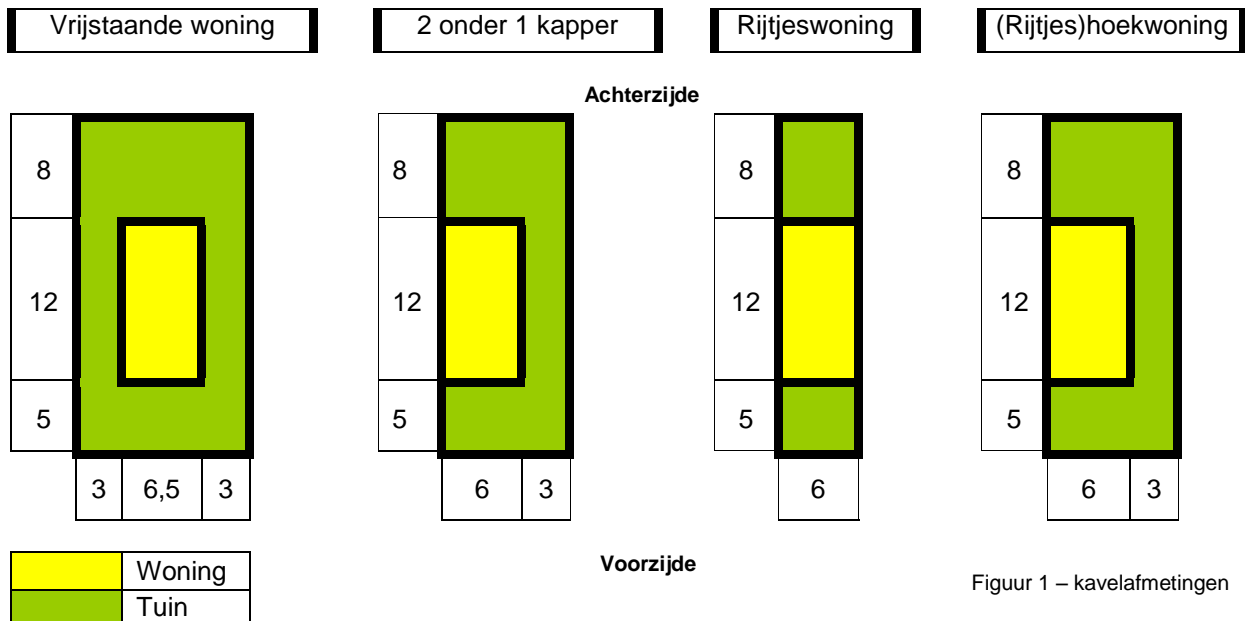 Vrijstaande woning 2 onder 1 kapper Rijtjeswoning (Rijtjes)hoekwoning
Achterzijde
8 8 8 8
12 12 12 12
5 5 5 5
3 6,5 3 6 3 6 6 3
Woning
Tuin
Voorzijde
Figuur 1 – kavelafmetingen